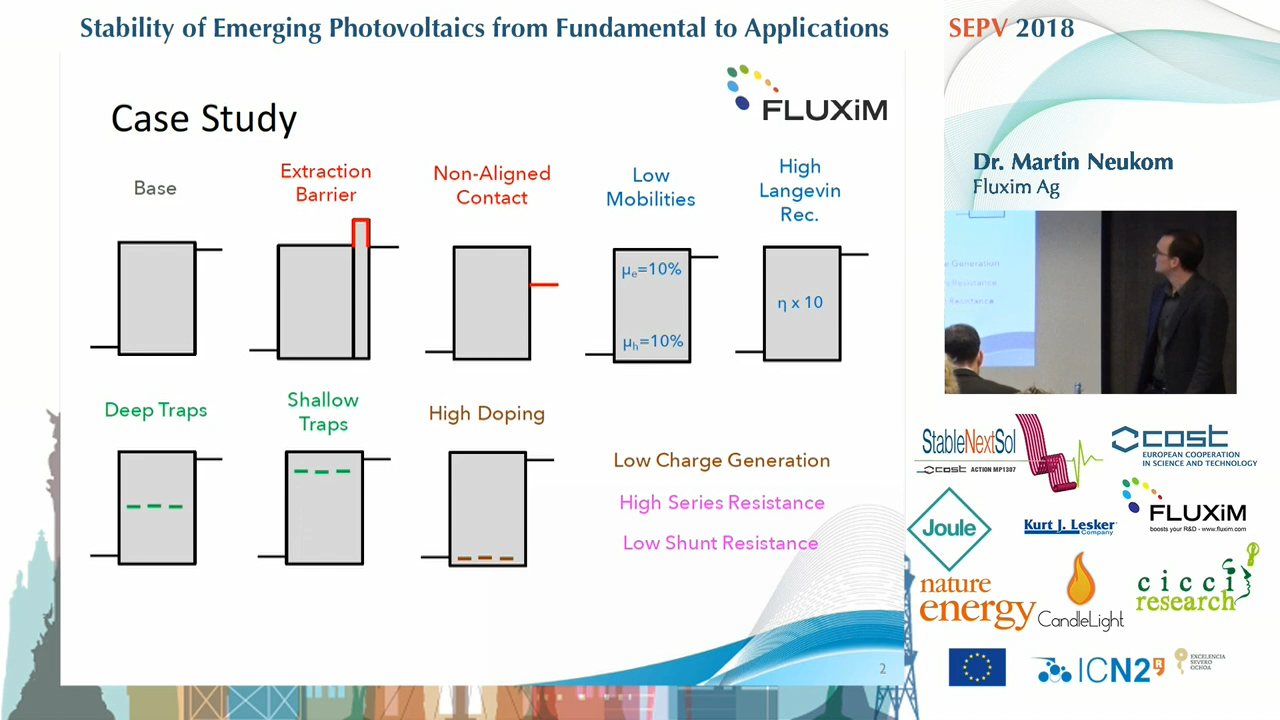 Stability of Emerging Photovoltaics from Fundamental to Applications
SEPV 2018
FLUXiM
Case Study
Base
Extraction
Barrier
Non-Aligned
Contact
Low
Mobilities
High
Langevin
Rec.
μe=10%
μh=10%
η x 10
Deep Traps
Shallow
Traps
High Doping
Low Charge Generation
High Series Resistance
Low Shunt Resistance
2
Dr. Martin Neukom
Fluxim Ag
e Generation
Resistance
Resistance
StableNextSol
cost ACTION MP1307
cost
EUROPEAN COOPERATION
IN SCIENCE AND TECHNOLOGY
Joule
Kurt J. Lesker
Company
FLUXiM
boosts your R&D - www.fluxim.com
nature
energy
CandleLight
cicci
research
ICN2
EXCELENCIA
SEVERO
OCHOA